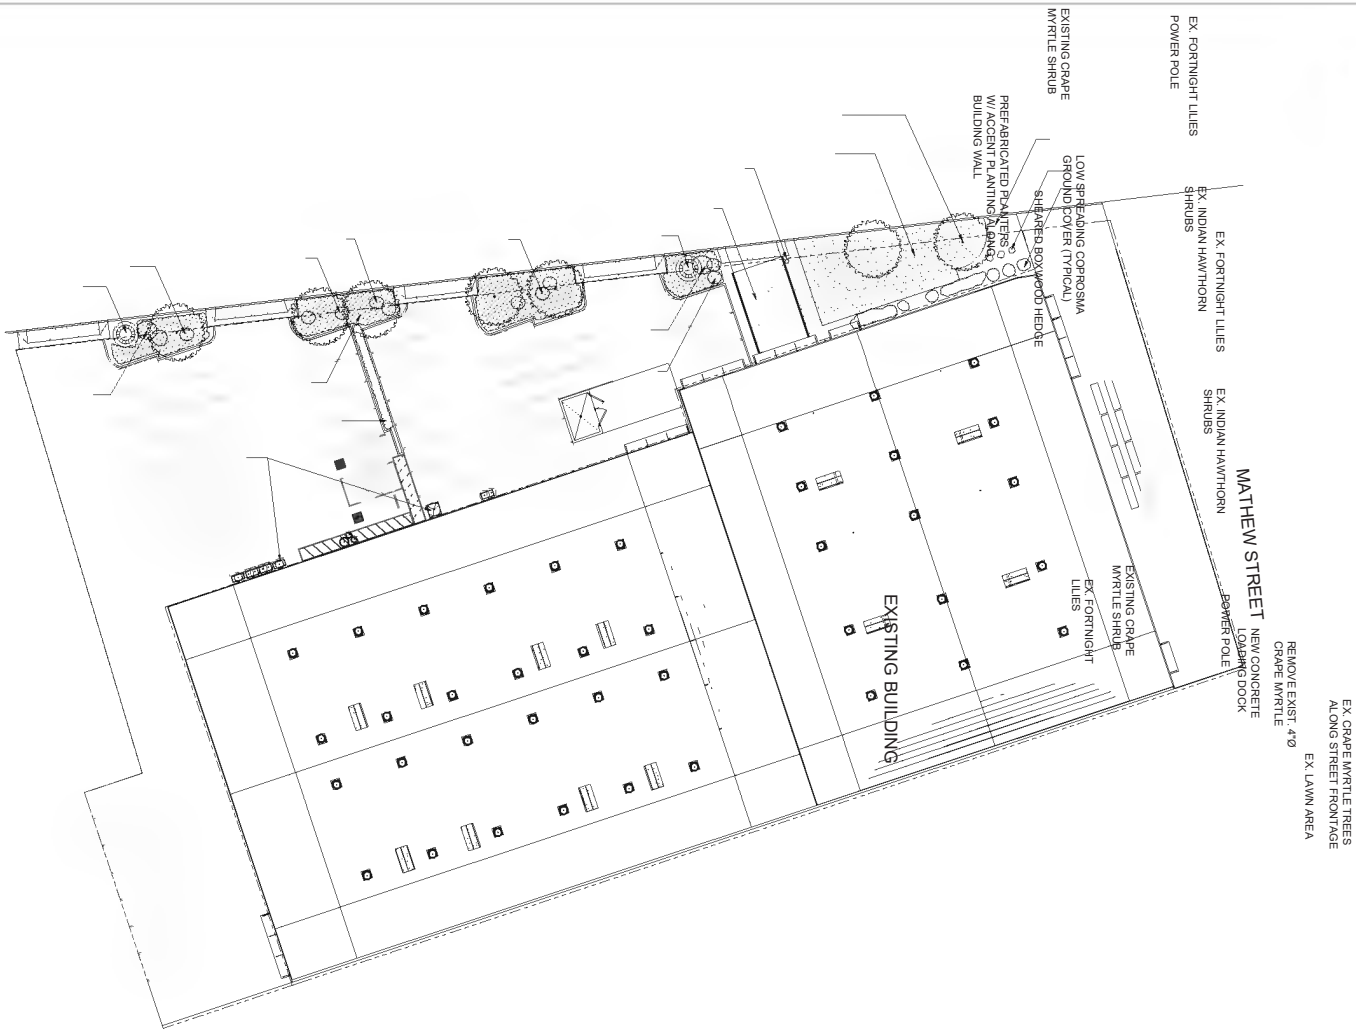 EX. FORTNIGHT LILIES
POWER POLE
EXISTING CRAPE
MYRTLE SHRUB
PREFABRICATED PLANTERS
W/ ACCENT PLANTING ALONG
BUILDING WALL
LOW SPREADING COPROSMA
GROUND COVER (TYPICAL)
SHEARED BOXWOOD HEDGE
EX. INDIAN HAWTHORN
SHRUBS
EX. FORTNIGHT LILIES
EX. INDIAN HAWTHORN
SHRUBS
MATHEW STREET
EXISTING CRAPE
MYRTLE SHRUB
EX. FORTNIGHT
LILIES
EXISTING BUILDING
POWER POLE
NEW CONCRETE
LOADING DOCK
REMOVE EXIST. 4"Ø
CRAPE MYRTLE
EX. CRAPE MYRTLE TREES
ALONG STREET FRONTAGE
EX. LAWN AREA